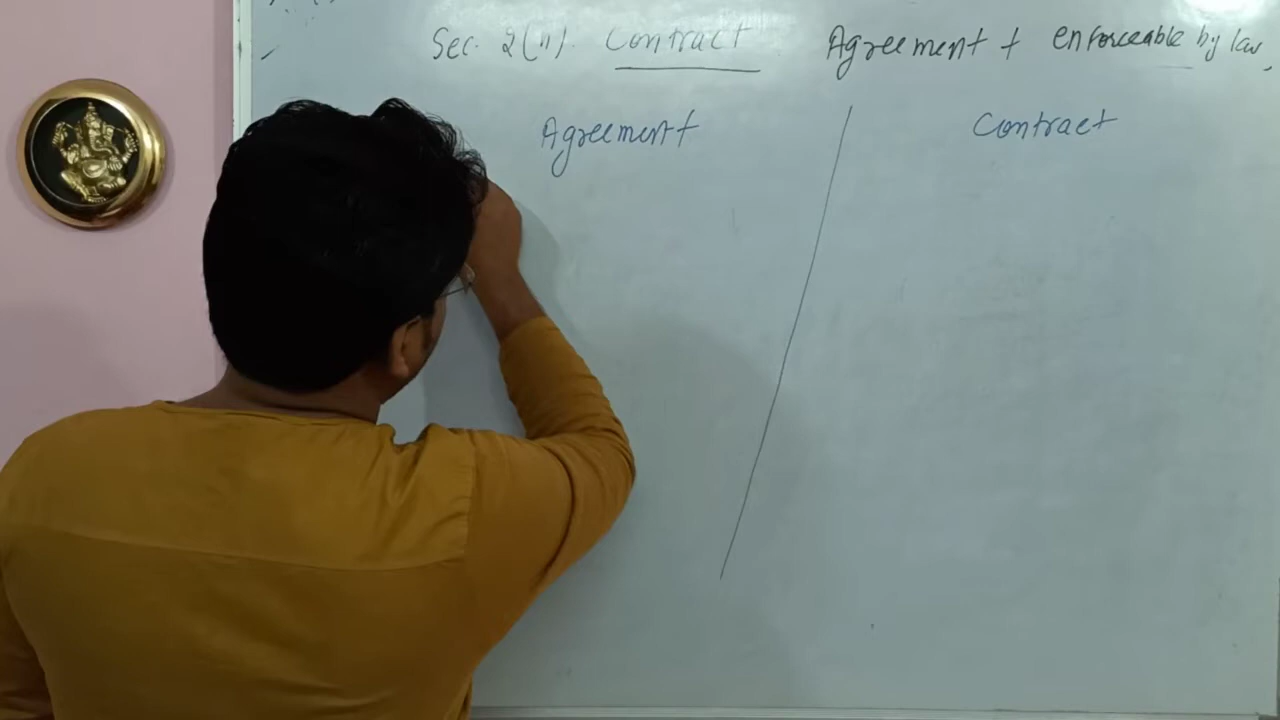 Sec. 2(h). Contract Agreement + enforceable by law,
Agreement Contract